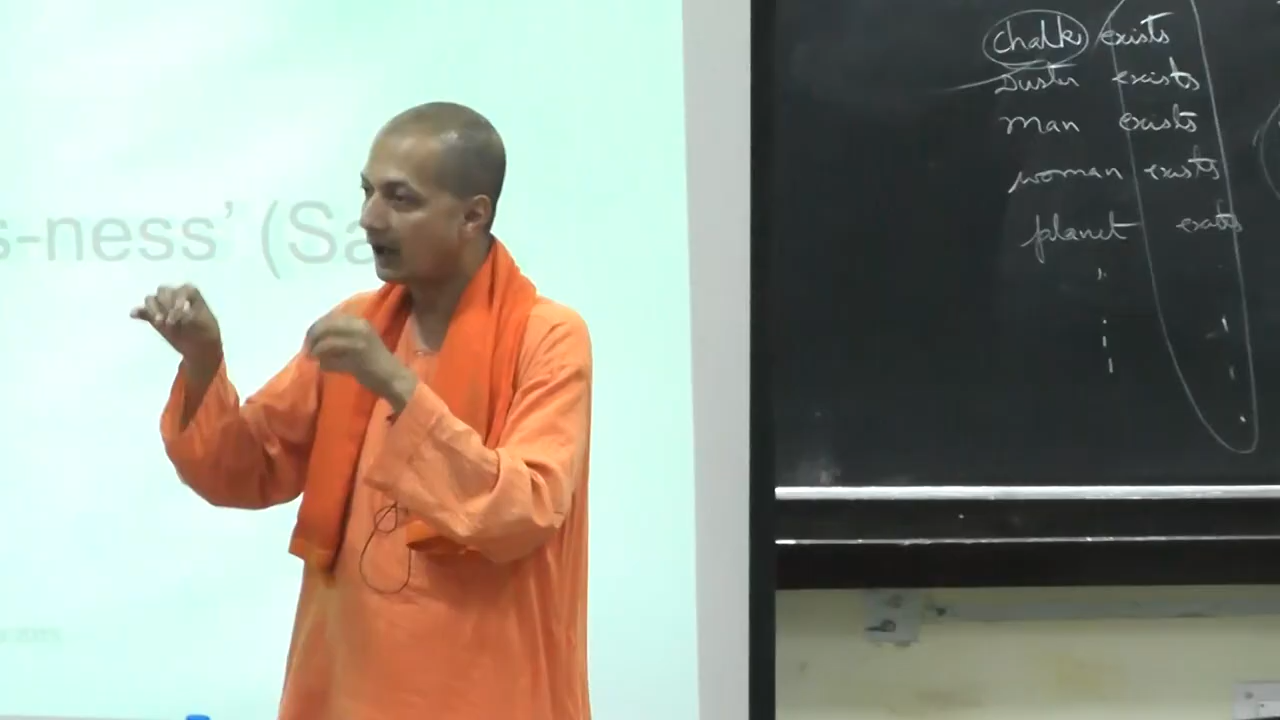 s-ness’ (Sa
chalk exists
Duster exists
man exists
woman exists
planet exists